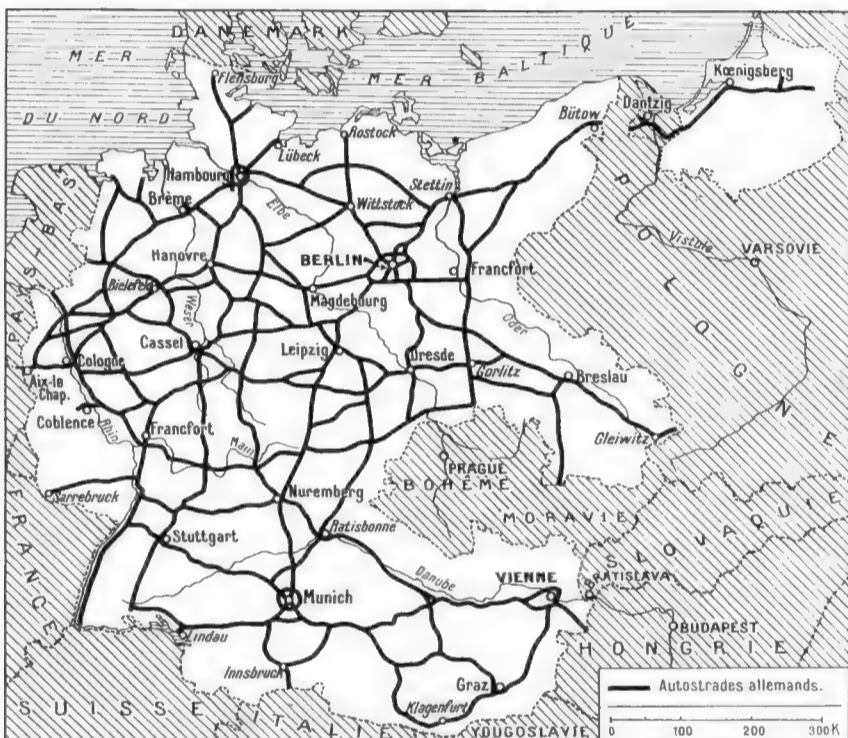 DANEMARK
MER
DU NORD
MER BALTIQUE
Flensburg
Kœnigsberg
Dantzig
Bütow
Rostock
Lübeck
Hambourg
Stettin
Brême
Elbe
Wittstock
PAYS-BAS
POLOGNE
Vistule
VARSOVIE
Hanovre
BERLIN
Francfort
Bielefeld
Weser
Magdebourg
Oder
Cassel
Leipzig
Dresde
Gorlitz
Breslau
Cologne
Aix-la
Chap.
Coblence
Rhin
Francfort
Main
Gleiwitz
PRAGUE
BOHÊME
MORAVIE
SLOVAQUIE
Sarrebruck
FRANCE
Nuremberg
Ratisbonne
Stuttgart
Danube
VIENNE
BRATISLAVA
Munich
BUDAPEST
HONGRIE
Lindau
Innsbruck
Graz
Klagenfurt
SUISSE
ITALIE
YOUGOSLAVIE
Autostrades allemands.
0 100 200 300K